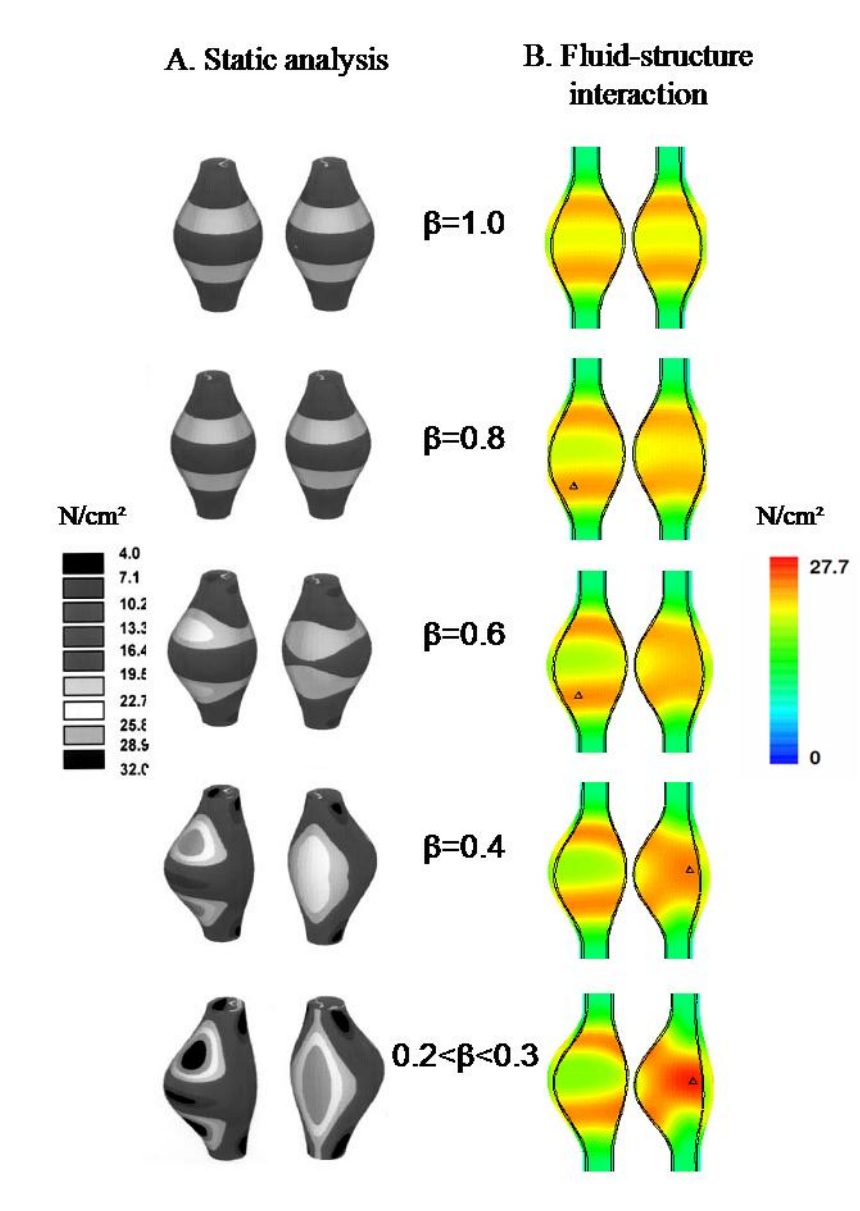 A. Static analysis
B. Fluid-structure
interaction
β=1.0
β=0.8
N/cm²
4.0
7.1
10.2
13.3
16.4
19.5
22.7
25.8
28.9
32.0
β=0.6
N/cm²
27.7
0
β=0.4
0.2<β<0.3